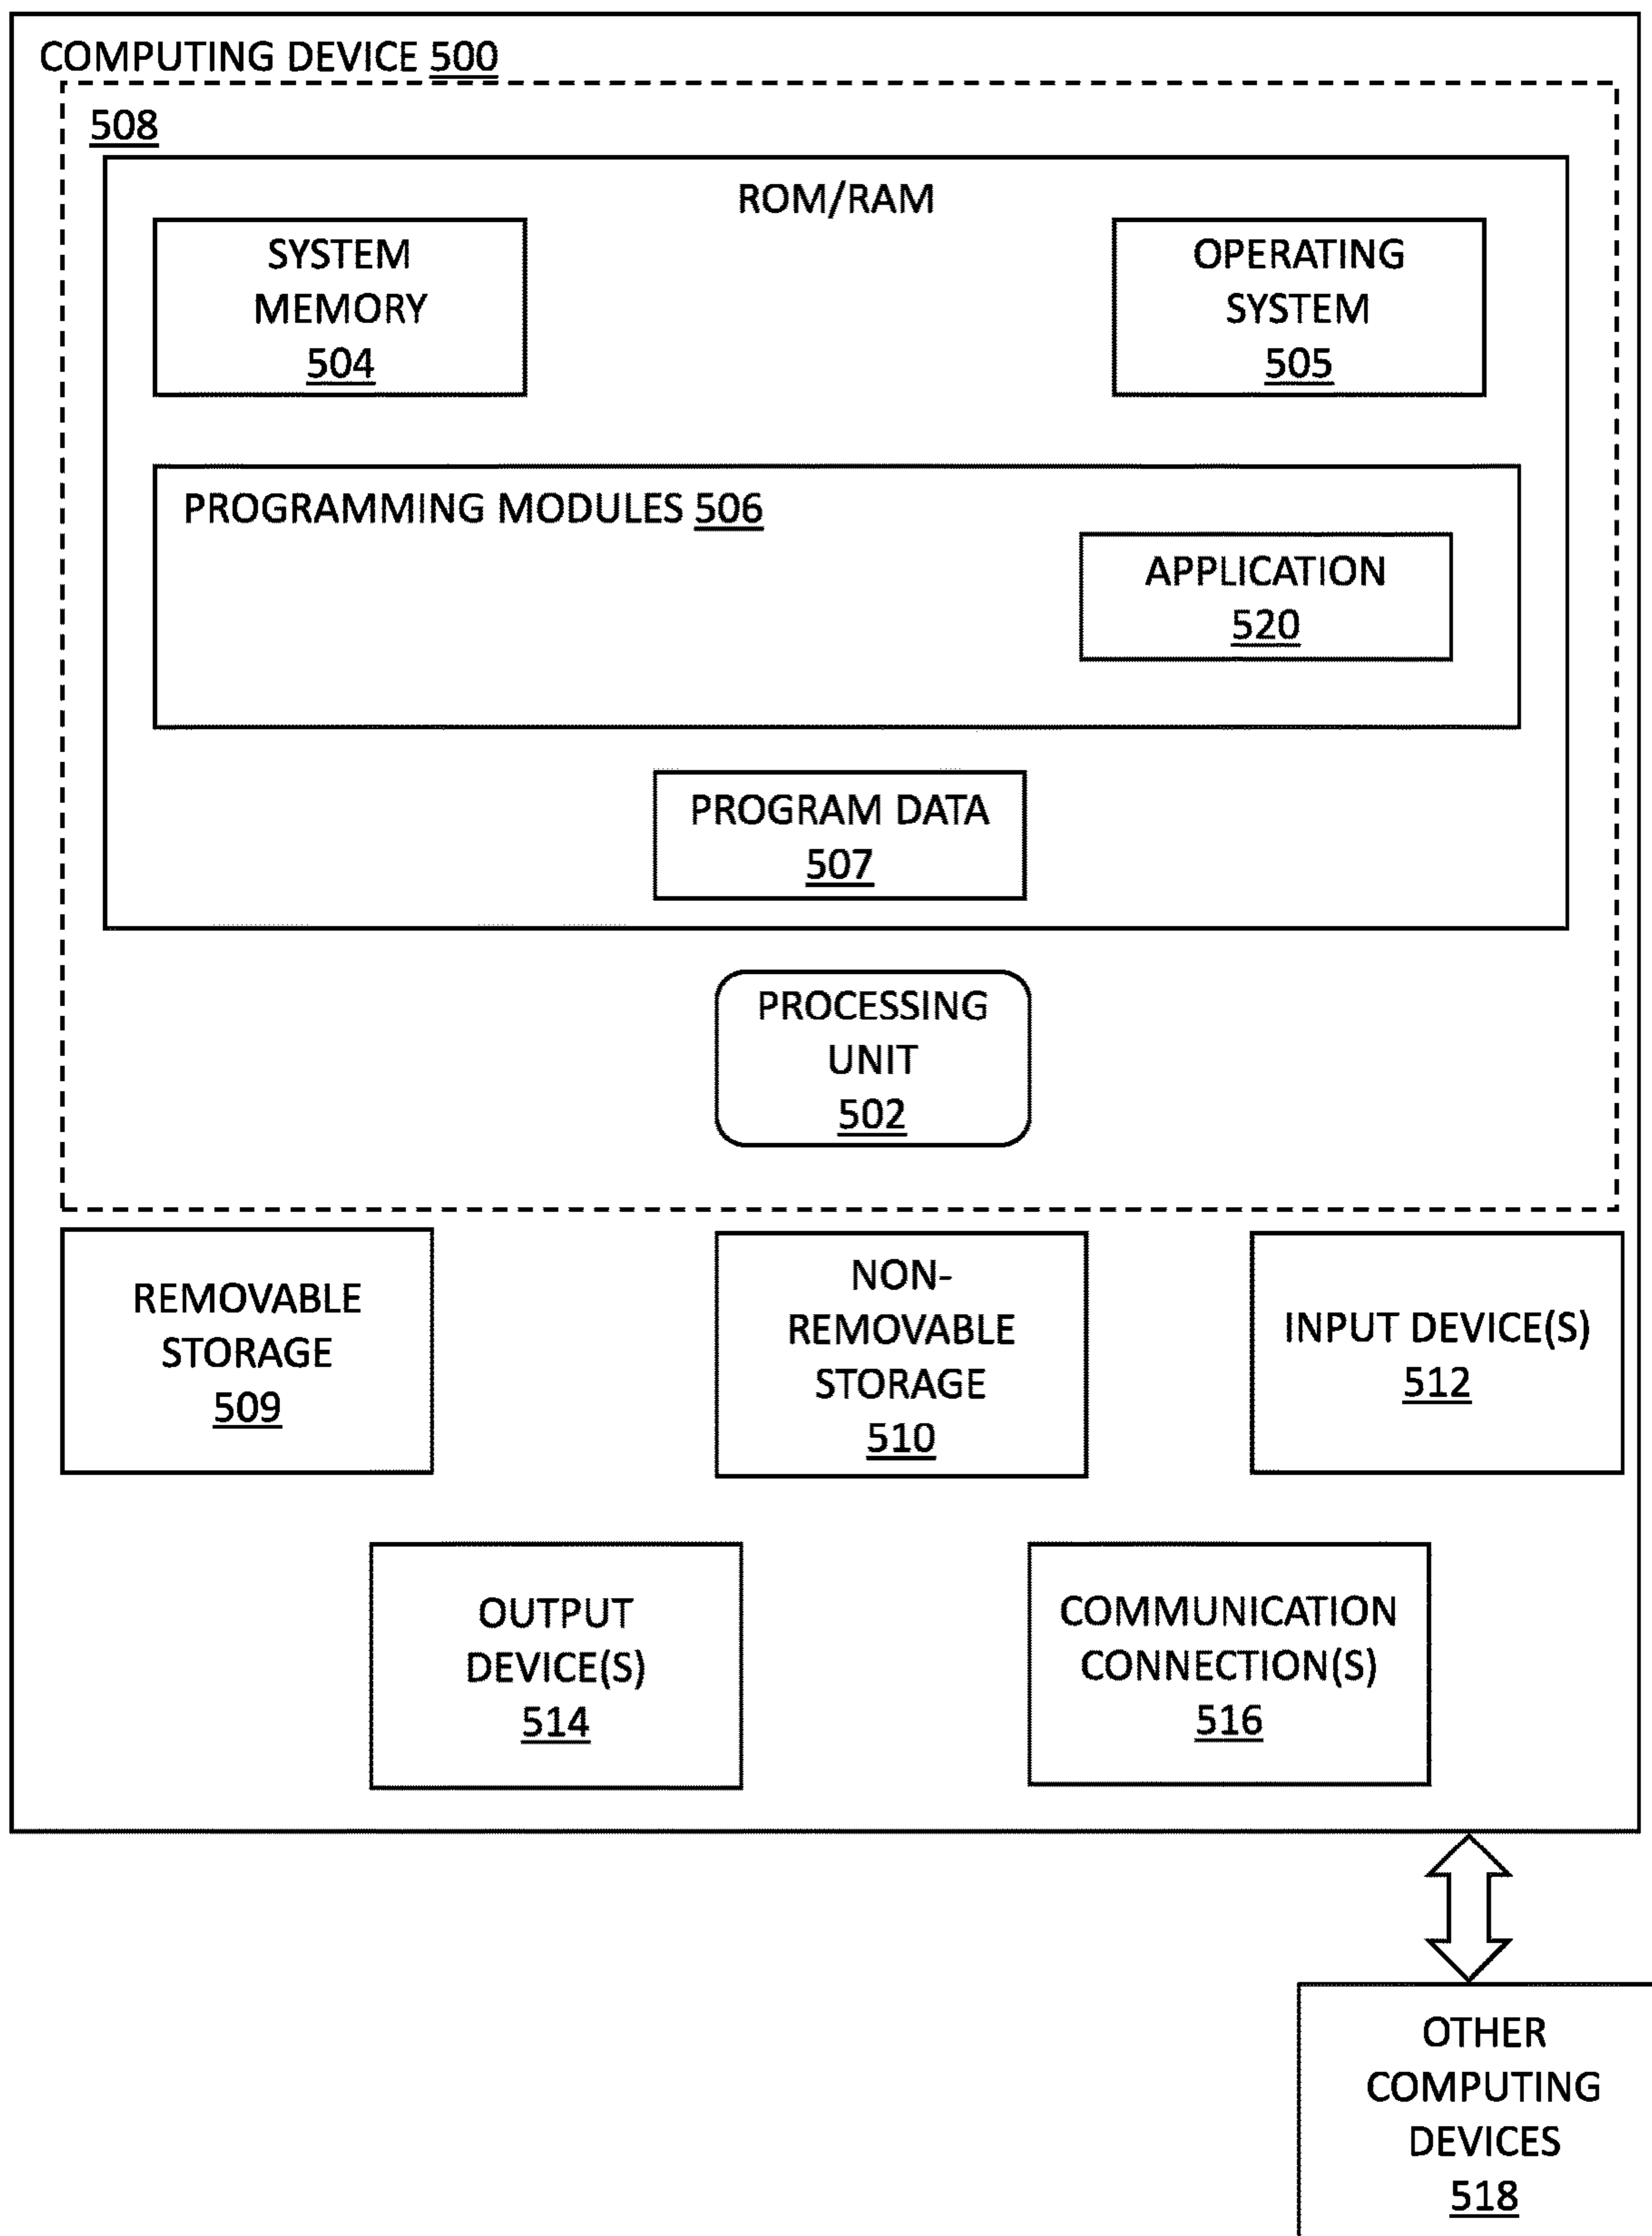 COMPUTING DEVICE 500
508
ROM/RAM
SYSTEM
MEMORY
504
OPERATING
SYSTEM
505
PROGRAMMING MODULES 506
APPLICATION
520
PROGRAM DATA
507
PROCESSING
UNIT
502
REMOVABLE
STORAGE
509
NON-
REMOVABLE
STORAGE
510
INPUT DEVICE(S)
512
OUTPUT
DEVICE(S)
514
COMMUNICATION
CONNECTION(S)
516
OTHER
COMPUTING
DEVICES
518